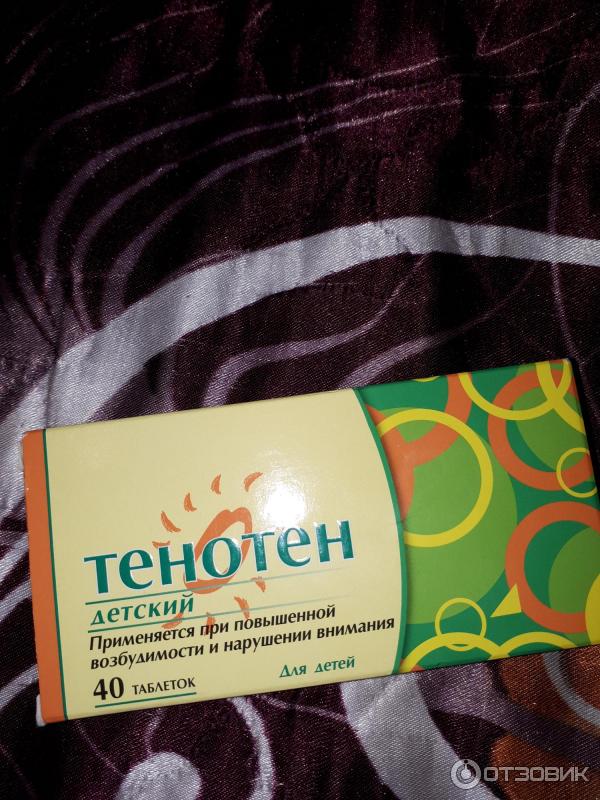 тенотен
детский
Применяется при повышенной
возбудимости и нарушении внимания
40 ТАБЛЕТОК
Для детей
ОТЗОВИК